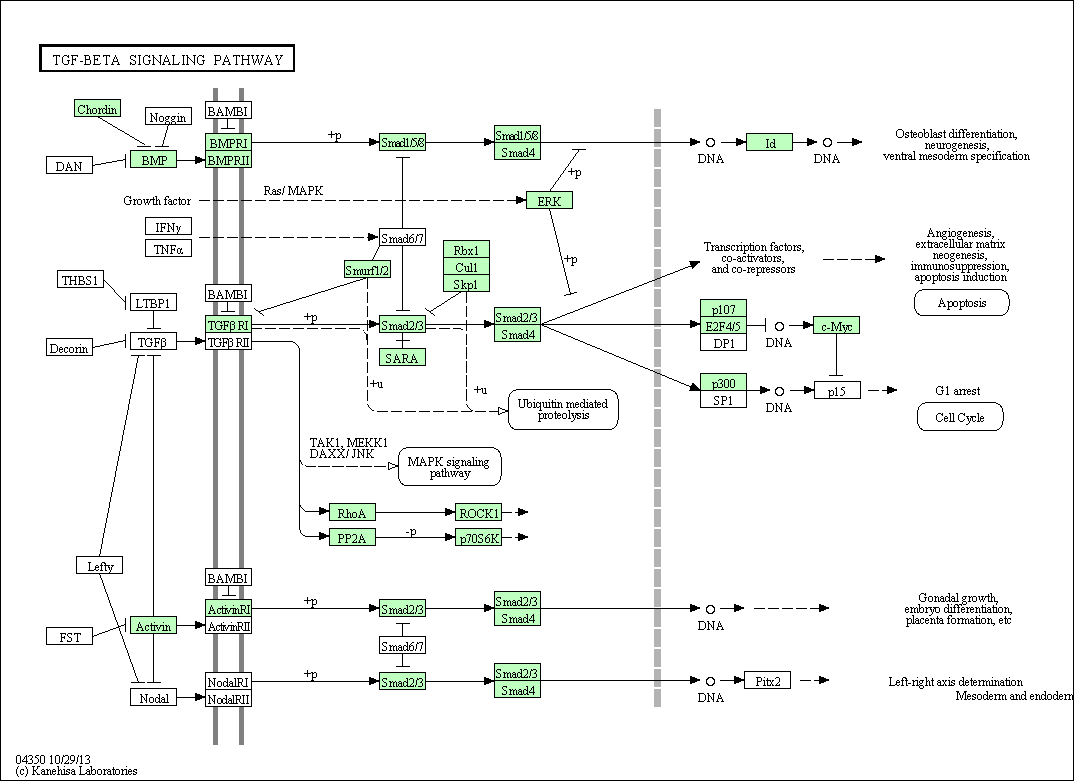 TGF-BETA SIGNALING PATHWAY
Chordin
Noggin
BAMBI
DAN
BMP
BMPRI
BMPRII
+p
Smad1/5/8
Smad1/5/8
Smad4
DNA
Id
DNA
Osteoblast differentiation,
neurogenesis,
ventral mesoderm specification
Growth factor
Ras/ MAPK
+p
ERK
IFNγ
TNFα
Smad6/7
Rbx1
Cul1
Skp1
+p
Smurf1/2
Transcription factors,
co-activators,
and co-repressors
Angiogenesis,
extracellular matrix
neogenesis,
immunosuppression,
apoptosis induction
Apoptosis
THBS1
LTBP1
BAMBI
Decorin
TGFβ
TGFβ RI
TGFβ RII
+p
Smad2/3
SARA
Smad2/3
Smad4
p107
E2F4/5
DP1
DNA
c-Myc
p300
SP1
DNA
p15
G1 arrest
Cell Cycle
+u
+u
Ubiquitin mediated
proteolysis
TAK1, MEKK1
DAXX/ JNK
MAPK signaling
pathway
RhoA
ROCK1
PP2A
-p
p70S6K
Lefty
BAMBI
FST
Activin
ActivinRI
ActivinRII
+p
Smad2/3
Smad2/3
Smad4
DNA
Gonadal growth,
embryo differentiation,
placenta formation, etc
Smad6/7
Nodal
NodalRI
NodalRII
+p
Smad2/3
Smad2/3
Smad4
DNA
Pitx2
Left-right axis determination
Mesoderm and endoderm
04350 10/29/13
(c) Kanehisa Laboratories